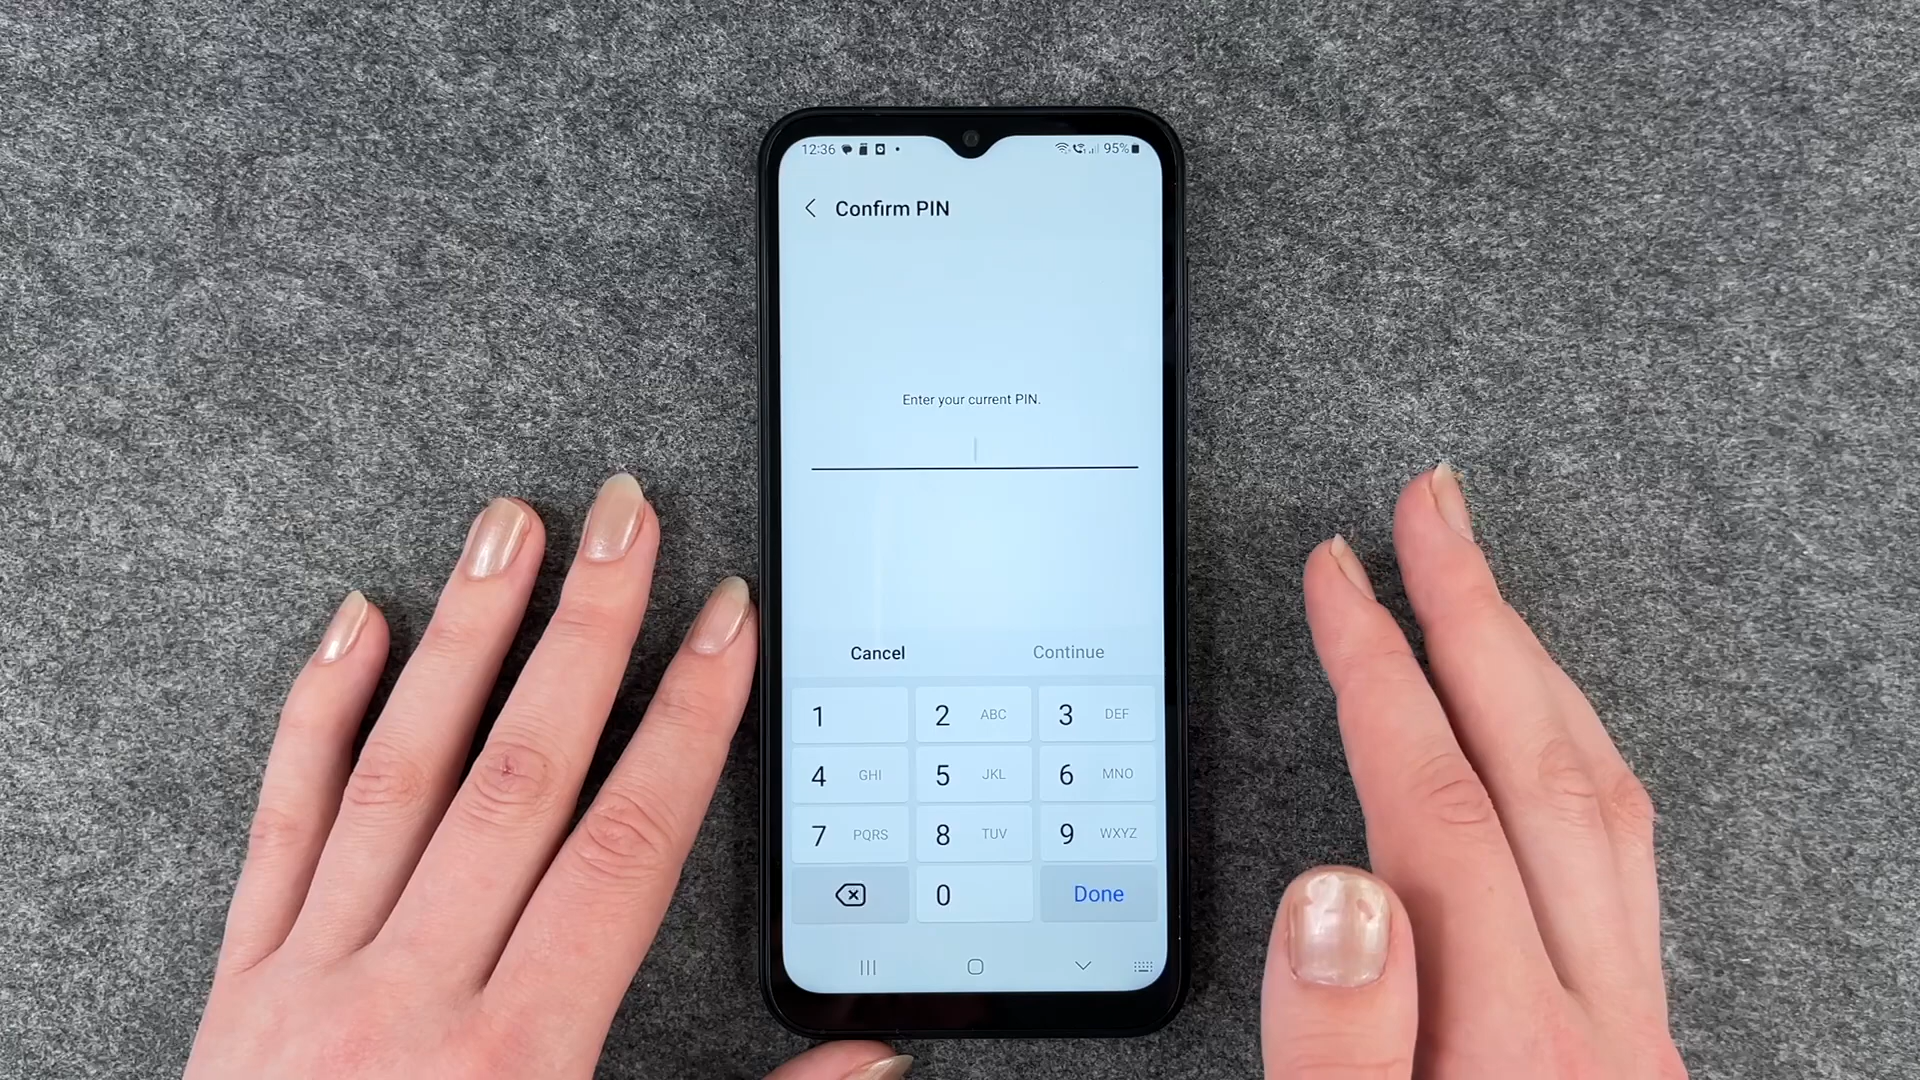 12:36 95%
Confirm PIN
Enter your current PIN.
Cancel Continue
1 2 ABC 3 DEF
4 GHI 5 JKL 6 MNO
7 PQRS 8 TUV 9 WXYZ
0 Done